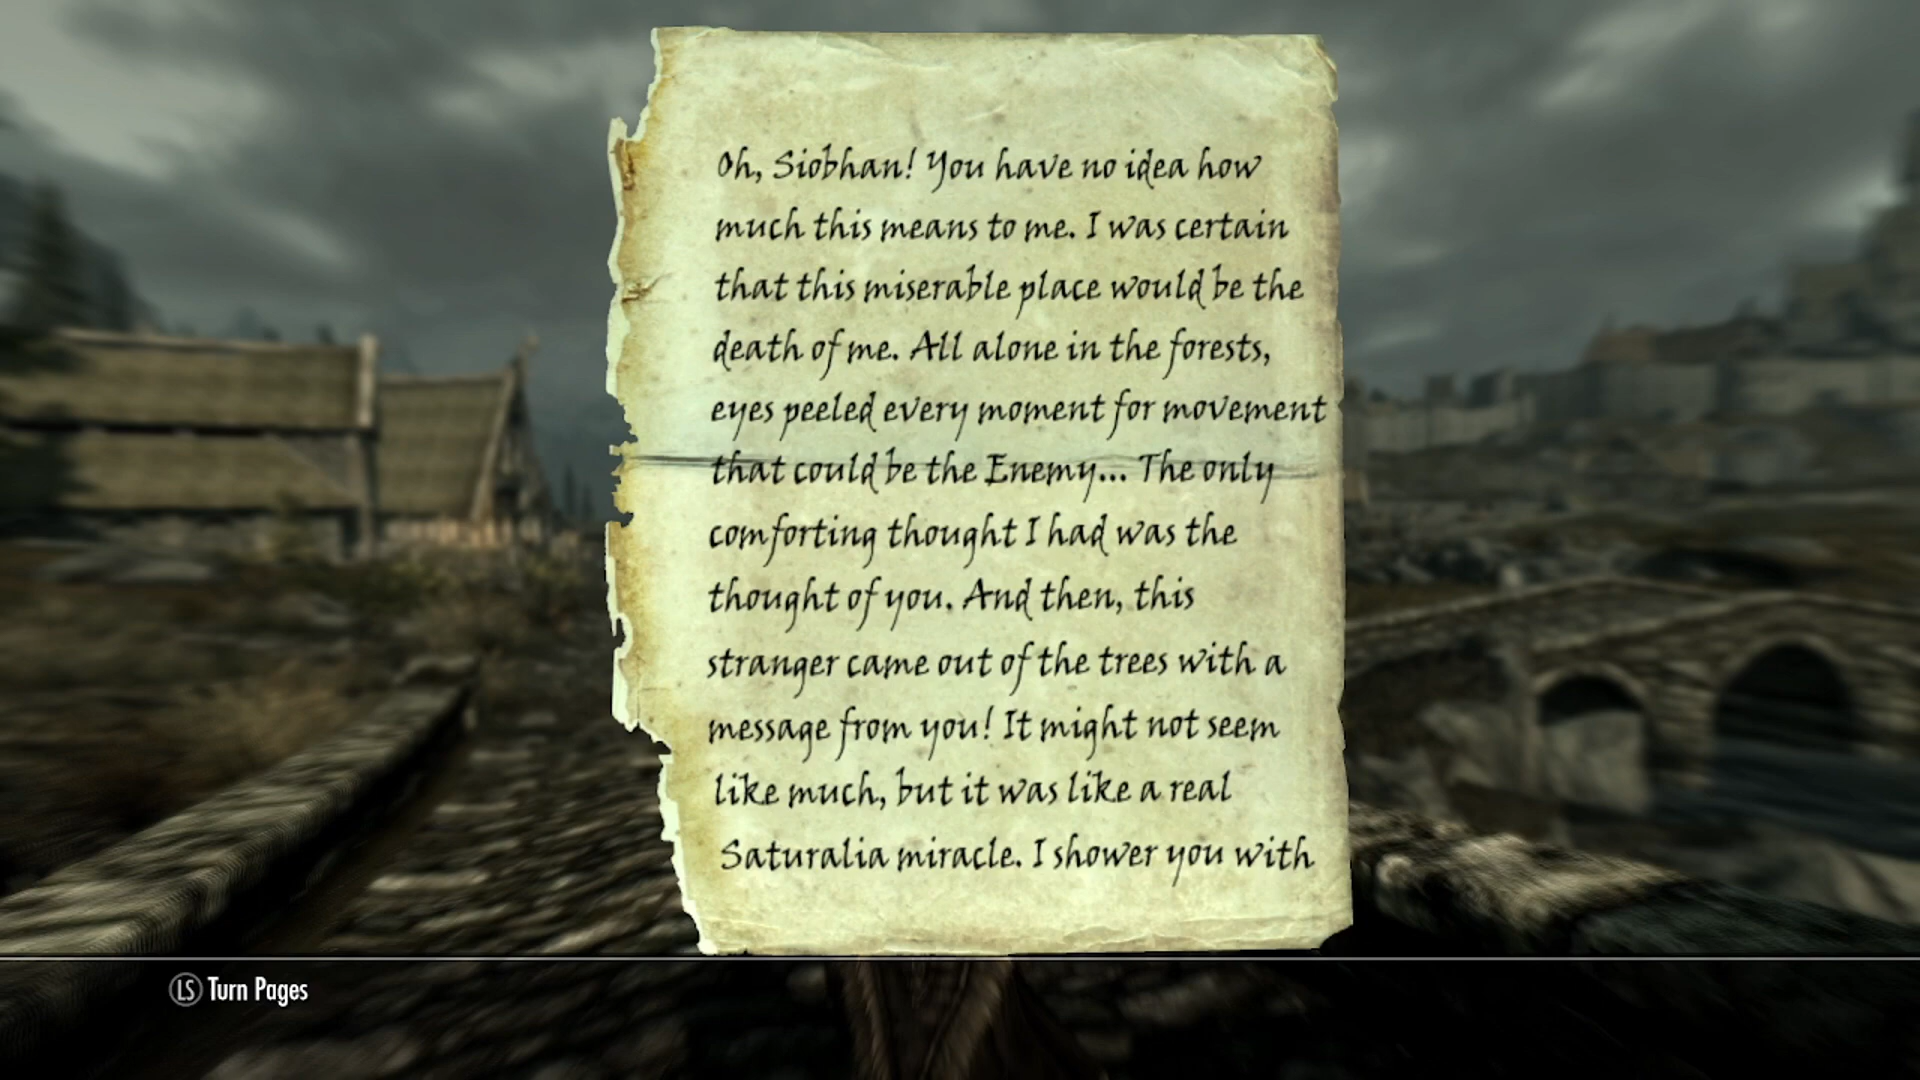 Oh, Siobhan! You have no idea how
much this means to me. I was certain
that this miserable place would be the
death of me. All alone in the forests,
eyes peeled every moment for movement
that could be the Enemy... The only
comforting thought I had was the
thought of you. And then, this
stranger came out of the trees with a
message from you! It might not seem
like much, but it was like a real
Saturalia miracle. I shower you with
LS Turn Pages